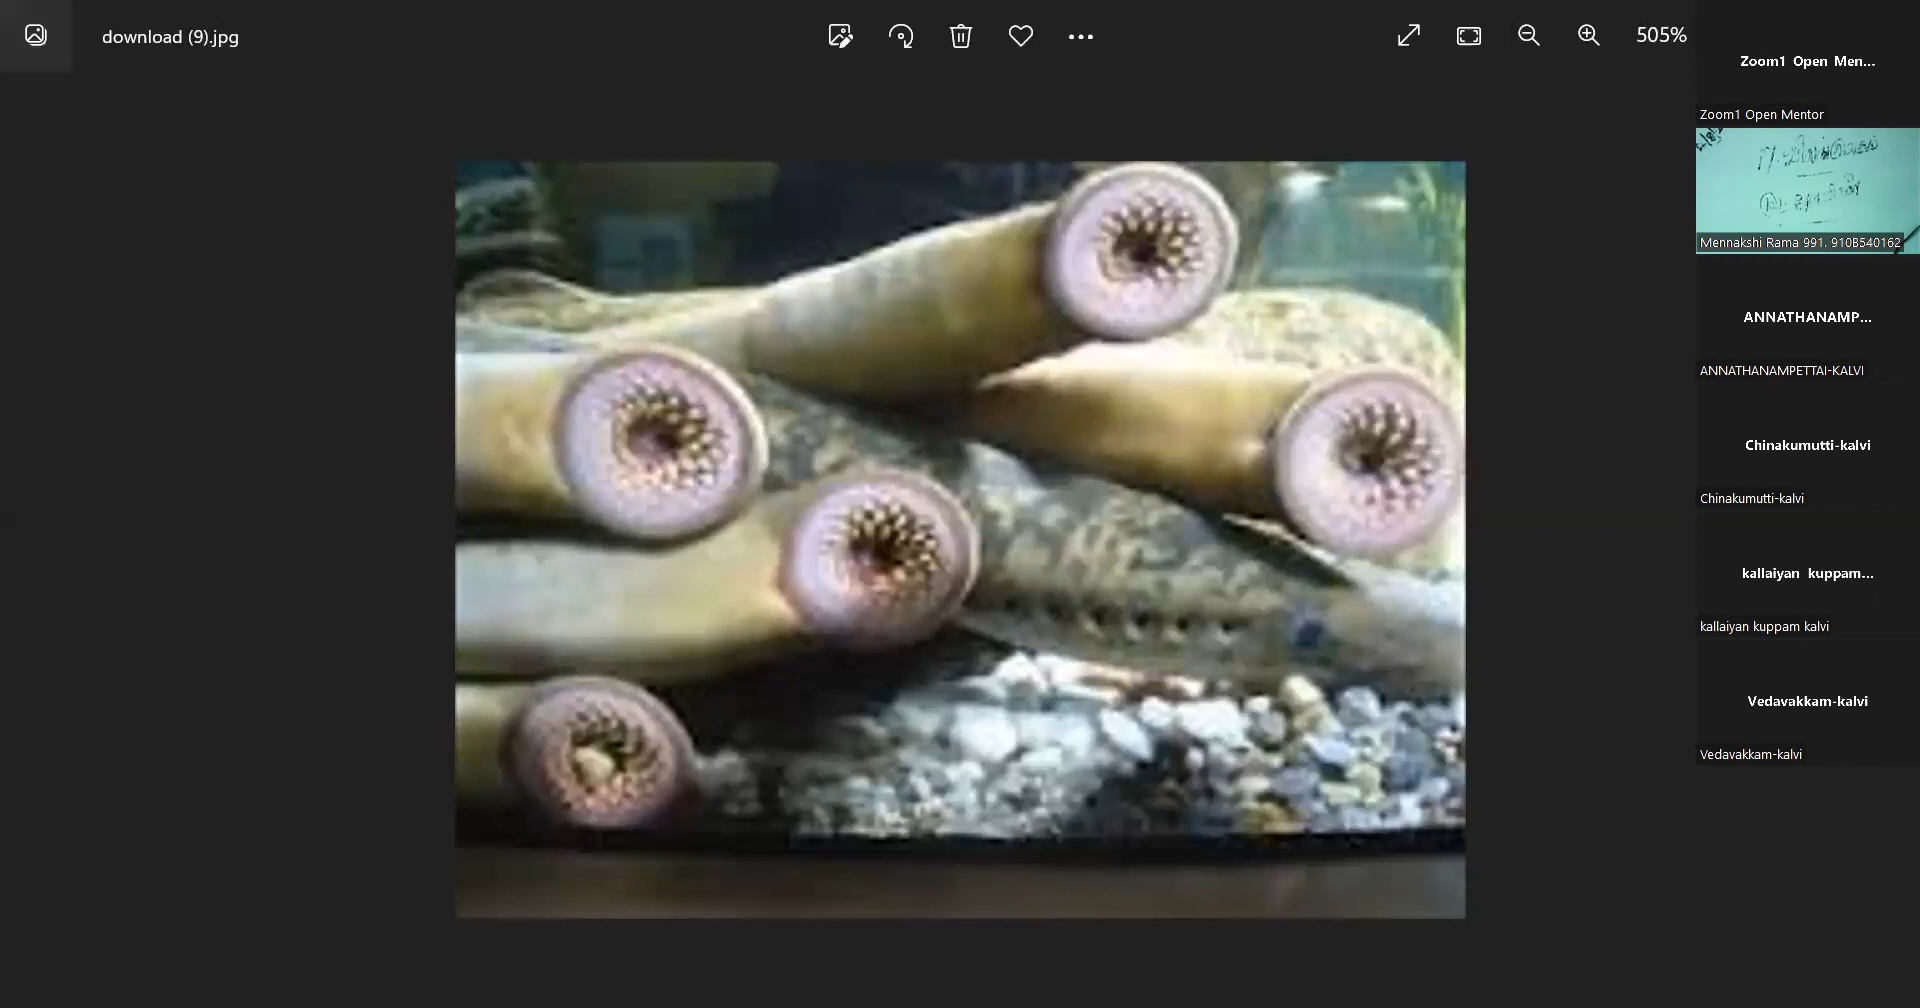 download (9).jpg
505%
Zoom1 Open Men...
Zoom1 Open Mentor
Mennakshi Rama 991. 910B540162
ANNATHANAMP...
ANNATHANAMPETTAI-KALVI
Chinakumutti-kalvi
Chinakumutti-kalvi
kallaiyan kuppam...
kallaiyan kuppam kalvi
Vedavakkam-kalvi
Vedavakkam-kalvi